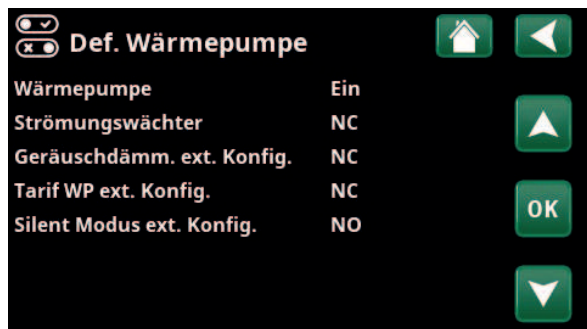 Def. Wärmepumpe
Wärmepumpe Ein
Strömungswächter NC
Geräuschdämm. ext. Konfig. NC
Tarif WP ext. Konfig. NC
Silent Modus ext. Konfig. NO
OK